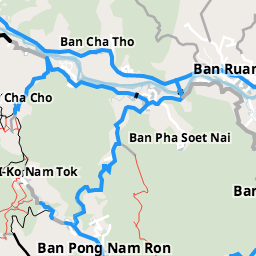 Ban Cha Tho
Ban Ruan
Cha Cho
Ban Pha Soet Nai
I-Ko Nam Tok
Ban
Ban Pong Nam Ron